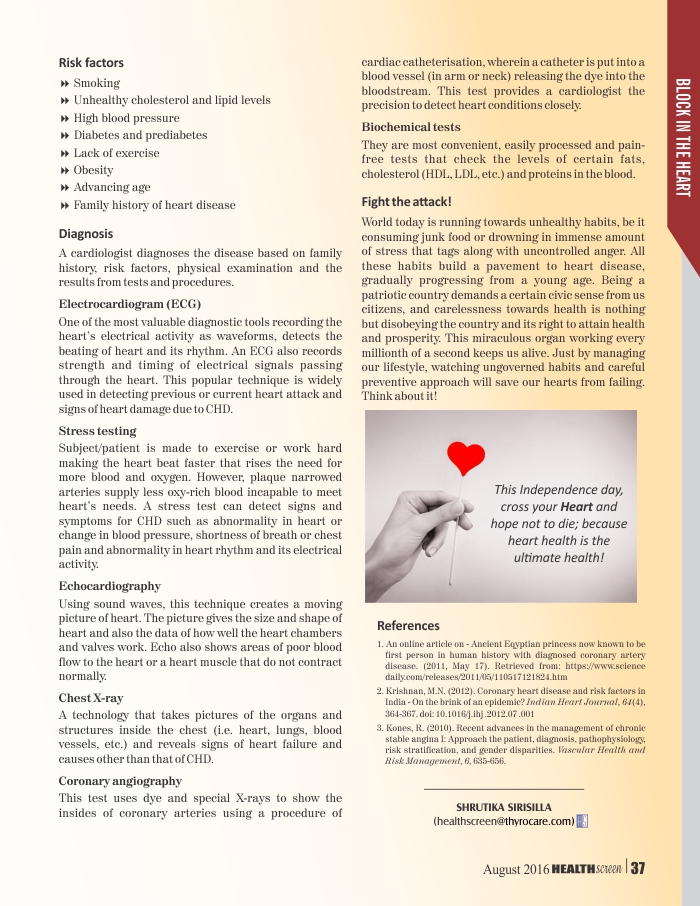 Risk factors
Smoking
Unhealthy cholesterol and lipid levels
High blood pressure
Diabetes and prediabetes
Lack of exercise
Obesity
Advancing age
Family history of heart disease
Diagnosis
A cardiologist diagnoses the disease based on family
history, risk factors, physical examination and the
results from tests and procedures.
Electrocardiogram (ECG)
One of the most valuable diagnostic tools recording the
heart's electrical activity as waveforms, detects the
beating of heart and its rhythm. An ECG also records
strength and timing of electrical signals passing
through the heart. This popular technique is widely
used in detecting previous or current heart attack and
signs of heart damage due to CHD.
Stress testing
Subject/patient is made to exercise or work hard
making the heart beat faster that rises the need for
more blood and oxygen. However, plaque narrowed
arteries supply less oxy-rich blood incapable to meet
heart's needs. A stress test can detect signs and
symptoms for CHD such as abnormality in heart or
change in blood pressure, shortness of breath or chest
pain and abnormality in heart rhythm and its electrical
activity.
Echocardiography
Using sound waves, this technique creates a moving
picture of heart. The picture gives the size and shape of
heart and also the data of how well the heart chambers
and valves work. Echo also shows areas of poor blood
flow to the heart or a heart muscle that do not contract
normally.
Chest X-ray
A technology that takes pictures of the organs and
structures inside the chest (i.e. heart, lungs, blood
vessels, etc.) and reveals signs of heart failure and
causes other than that of CHD.
Coronary angiography
This test uses dye and special X-rays to show the
insides of coronary arteries using a procedure of
cardiac catheterisation, wherein a catheter is put into a
blood vessel (in arm or neck) releasing the dye into the
bloodstream. This test provides a cardiologist the
precision to detect heart conditions closely.
Biochemical tests
They are most convenient, easily processed and pain-
free tests that check the levels of certain fats,
cholesterol (HDL, LDL, etc.) and proteins in the blood.
Fight the attack!
World today is running towards unhealthy habits, be it
consuming junk food or drowning in immense amount
of stress that tags along with uncontrolled anger. All
these habits build a pavement to heart disease,
gradually progressing from a young age. Being a
patriotic country demands a certain civic sense from us
citizens, and carelessness towards health is nothing
but disobeying the country and its right to attain health
and prosperity. This miraculous organ working every
millionth of a second keeps us alive. Just by managing
our lifestyle, watching ungoverned habits and careful
preventive approach will save our hearts from failing.
Think about it!
This Independence day,
cross your Heart and
hope not to die; because
heart health is the
ultimate health!
References
1. An online article on - Ancient Egyptian princess now known to be
first person in human history with diagnosed coronary artery
disease. (2011, May 17). Retrieved from: https://www.science
daily.com/releases/2011/05/110517121824.htm
2. Krishnan, M.N. (2012). Coronary heart disease and risk factors in
India - On the brink of an epidemic? Indian Heart Journal, 64(4),
364-367. doi: 10.1016/j.ihj .2012.07 .001
3. Kones, R. (2010). Recent advances in the management of chronic
stable angina l: Approach the patient, diagnosis, pathophysiology,
risk stratification, and gender disparities. Vascular Health and
Risk Management, 6, 635-656.
SHRUTIKA SIRISILLA
(healthscreen@thyrocare.com)
August 2016 HEALTHscreen 37
BLOCK IN THE HEART